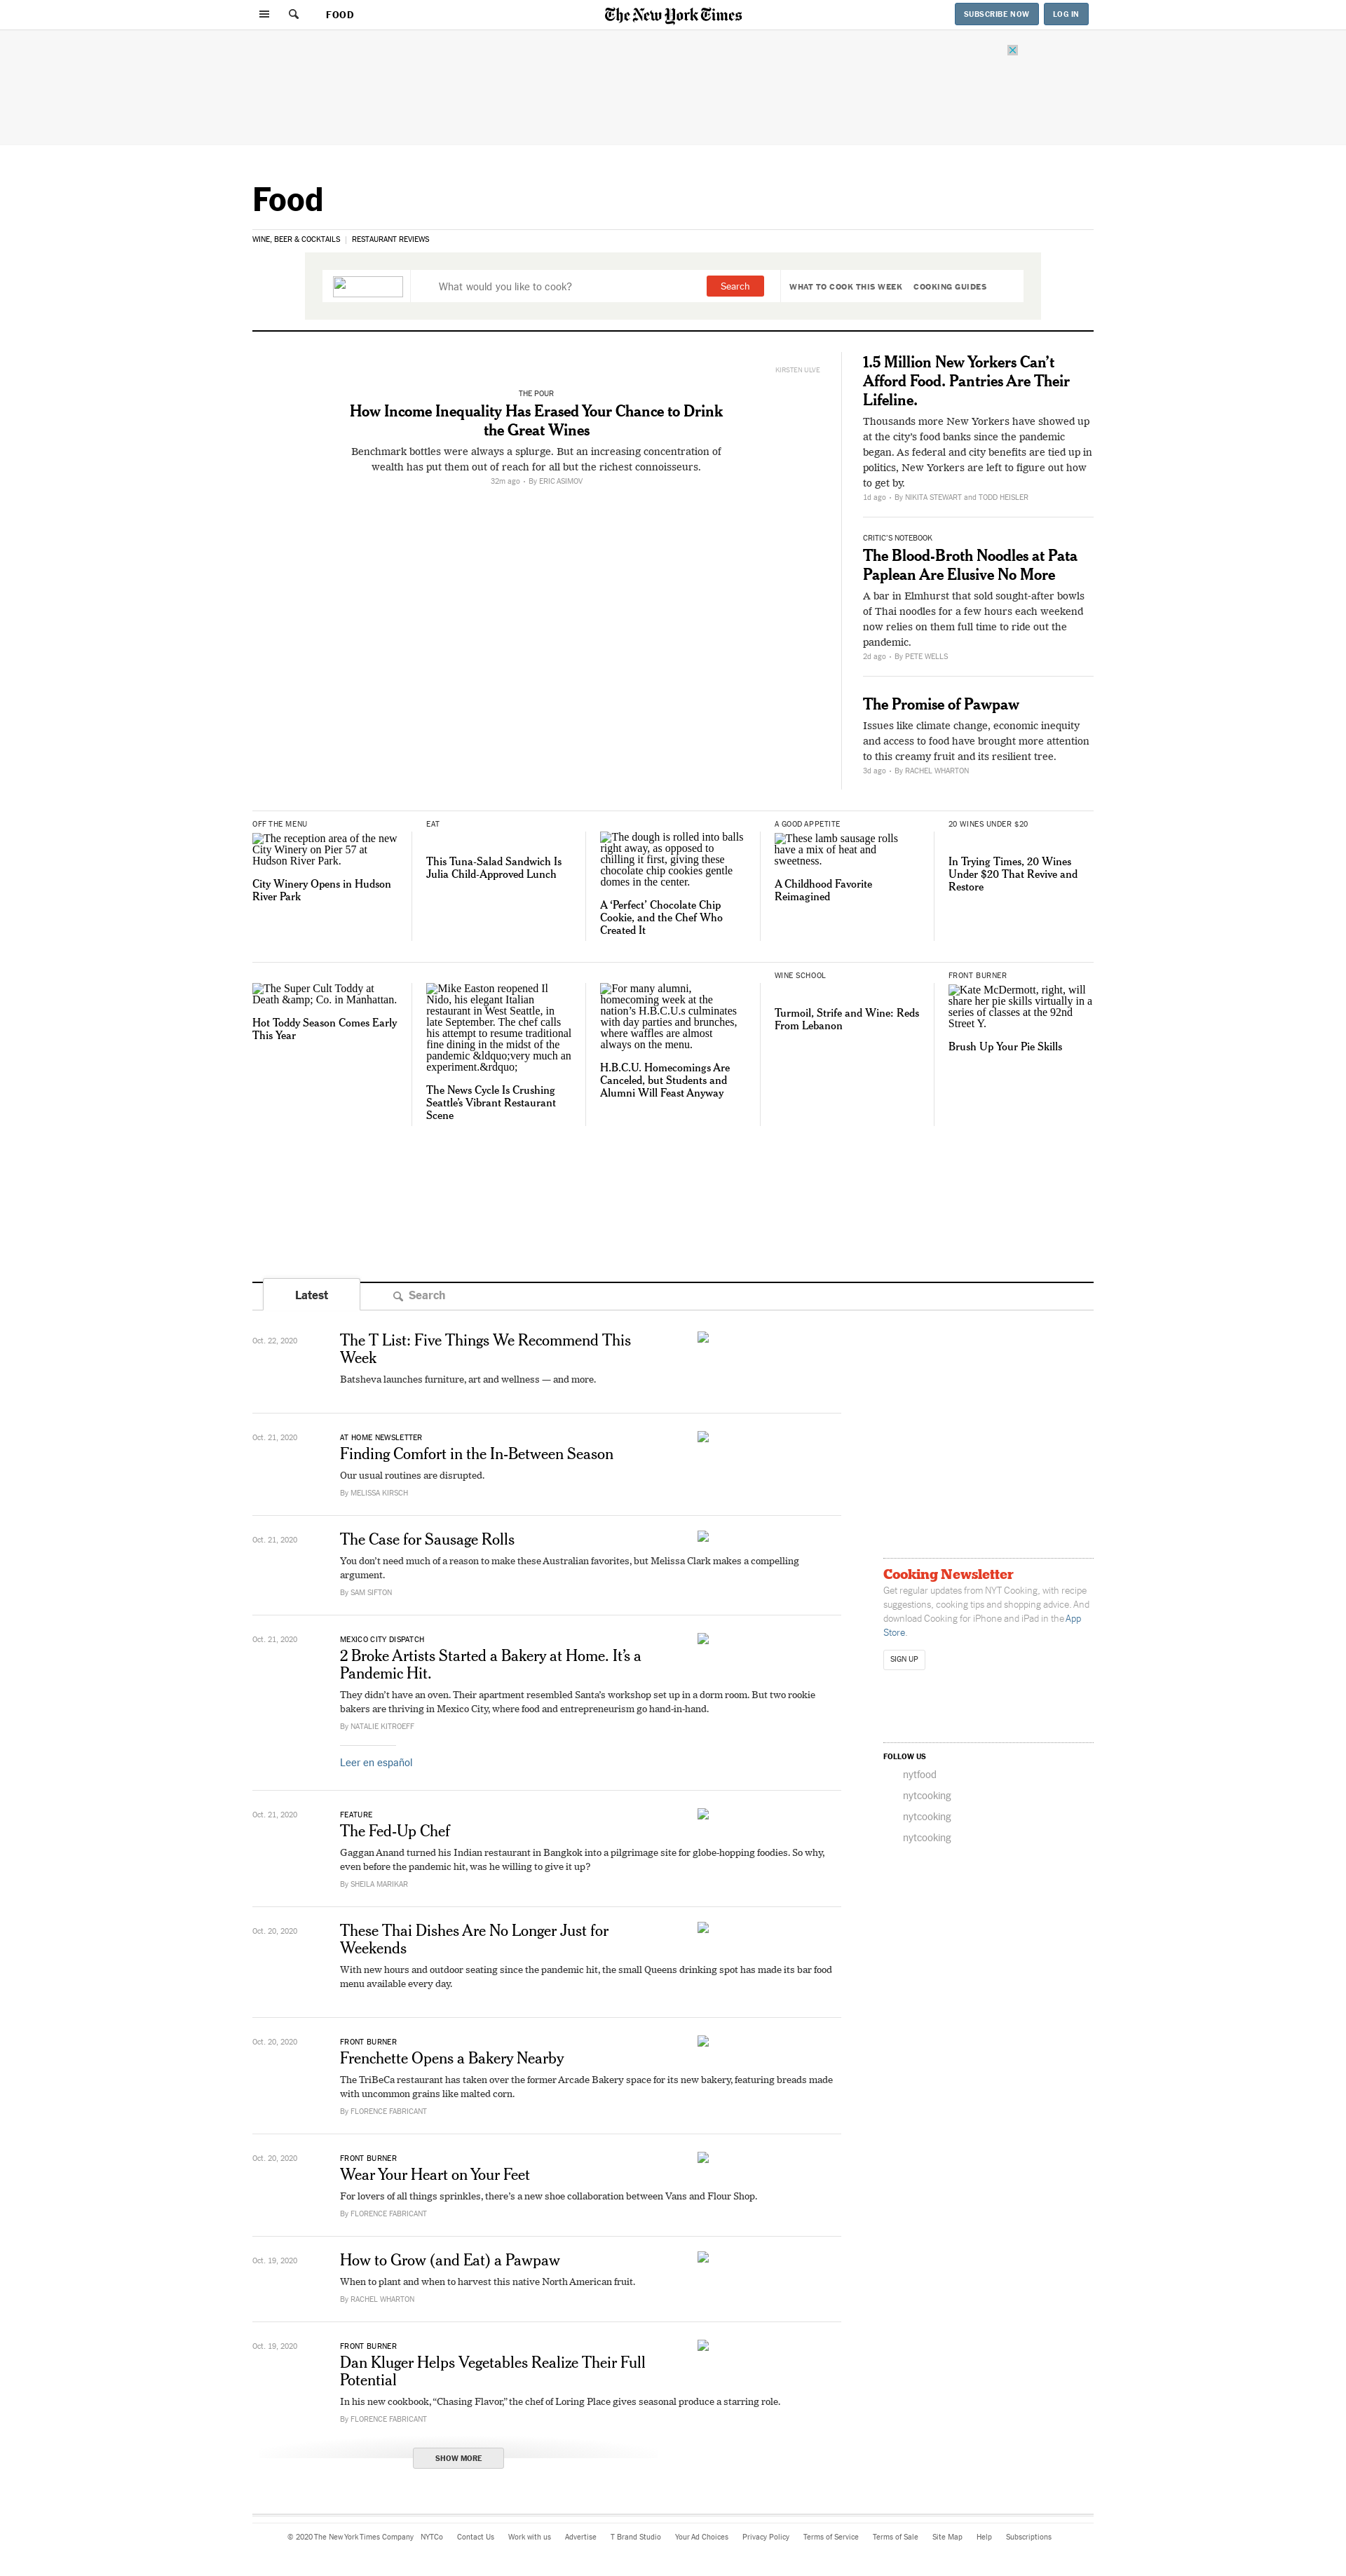 FOOD
The New York Times
SUBSCRIBE NOW
LOG IN
Food
WINE, BEER & COCKTAILS
RESTAURANT REVIEWS
What would you like to cook?
Search
WHAT TO COOK THIS WEEK
COOKING GUIDES
KIRSTEN ULVE
THE POUR
How Income Inequality Has Erased Your Chance to Drink
the Great Wines
Benchmark bottles were always a splurge. But an increasing concentration of
wealth has put them out of reach for all but the richest connoisseurs.
32m ago • By ERIC ASIMOV
1.5 Million New Yorkers Can’t
Afford Food. Pantries Are Their
Lifeline.
Thousands more New Yorkers have showed up
at the city’s food banks since the pandemic
began. As federal and city benefits are tied up in
politics, New Yorkers are left to figure out how
to get by.
1d ago • By NIKITA STEWART and TODD HEISLER
CRITIC’S NOTEBOOK
The Blood-Broth Noodles at Pata
Paplean Are Elusive No More
A bar in Elmhurst that sold sought-after bowls
of Thai noodles for a few hours each weekend
now relies on them full time to ride out the
pandemic.
2d ago • By PETE WELLS
The Promise of Pawpaw
Issues like climate change, economic inequity
and access to food have brought more attention
to this creamy fruit and its resilient tree.
3d ago • By RACHEL WHARTON
OFF THE MENU
The reception area of the new
City Winery on Pier 57 at
Hudson River Park.
City Winery Opens in Hudson
River Park
EAT
This Tuna-Salad Sandwich Is
Julia Child-Approved Lunch
The dough is rolled into balls
right away, as opposed to
chilling it first, giving these
chocolate chip cookies gentle
domes in the center.
A ‘Perfect’ Chocolate Chip
Cookie, and the Chef Who
Created It
A GOOD APPETITE
These lamb sausage rolls
have a mix of heat and
sweetness.
A Childhood Favorite
Reimagined
20 WINES UNDER $20
In Trying Times, 20 Wines
Under $20 That Revive and
Restore
The Super Cult Toddy at
Death &amp; Co. in Manhattan.
Hot Toddy Season Comes Early
This Year
Mike Easton reopened Il
Nido, his elegant Italian
restaurant in West Seattle, in
late September. The chef calls
his attempt to resume traditional
fine dining in the midst of the
pandemic &ldquo;very much an
experiment.&rdquo;
The News Cycle Is Crushing
Seattle’s Vibrant Restaurant
Scene
For many alumni,
homecoming week at the
nation’s H.B.C.U.s culminates
with day parties and brunches,
where waffles are almost
always on the menu.
H.B.C.U. Homecomings Are
Canceled, but Students and
Alumni Will Feast Anyway
WINE SCHOOL
Turmoil, Strife and Wine: Reds
From Lebanon
FRONT BURNER
Kate McDermott, right, will
share her pie skills virtually in a
series of classes at the 92nd
Street Y.
Brush Up Your Pie Skills
Latest
Search
Oct. 22, 2020
The T List: Five Things We Recommend This
Week
Batsheva launches furniture, art and wellness — and more.
Oct. 21, 2020
AT HOME NEWSLETTER
Finding Comfort in the In-Between Season
Our usual routines are disrupted.
By MELISSA KIRSCH
Oct. 21, 2020
The Case for Sausage Rolls
You don’t need much of a reason to make these Australian favorites, but Melissa Clark makes a compelling
argument.
By SAM SIFTON
Oct. 21, 2020
MEXICO CITY DISPATCH
2 Broke Artists Started a Bakery at Home. It’s a
Pandemic Hit.
They didn’t have an oven. Their apartment resembled Santa’s workshop set up in a dorm room. But two rookie
bakers are thriving in Mexico City, where food and entrepreneurism go hand-in-hand.
By NATALIE KITROEFF
Leer en español
Oct. 21, 2020
FEATURE
The Fed-Up Chef
Gaggan Anand turned his Indian restaurant in Bangkok into a pilgrimage site for globe-hopping foodies. So why,
even before the pandemic hit, was he willing to give it up?
By SHEILA MARIKAR
Oct. 20, 2020
These Thai Dishes Are No Longer Just for
Weekends
With new hours and outdoor seating since the pandemic hit, the small Queens drinking spot has made its bar food
menu available every day.
Oct. 20, 2020
FRONT BURNER
Frenchette Opens a Bakery Nearby
The TriBeCa restaurant has taken over the former Arcade Bakery space for its new bakery, featuring breads made
with uncommon grains like malted corn.
By FLORENCE FABRICANT
Oct. 20, 2020
FRONT BURNER
Wear Your Heart on Your Feet
For lovers of all things sprinkles, there’s a new shoe collaboration between Vans and Flour Shop.
By FLORENCE FABRICANT
Oct. 19, 2020
How to Grow (and Eat) a Pawpaw
When to plant and when to harvest this native North American fruit.
By RACHEL WHARTON
Oct. 19, 2020
FRONT BURNER
Dan Kluger Helps Vegetables Realize Their Full
Potential
In his new cookbook, “Chasing Flavor,” the chef of Loring Place gives seasonal produce a starring role.
By FLORENCE FABRICANT
SHOW MORE
Cooking Newsletter
Get regular updates from NYT Cooking, with recipe
suggestions, cooking tips and shopping advice. And
download Cooking for iPhone and iPad in the App
Store.
SIGN UP
FOLLOW US
nytfood
nytcooking
nytcooking
nytcooking
© 2020 The New York Times Company NYTCo Contact Us Work with us Advertise T Brand Studio Your Ad Choices Privacy Policy Terms of Service Terms of Sale Site Map Help Subscriptions